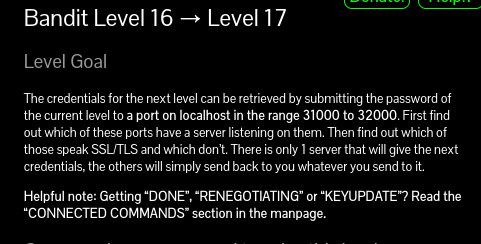 Donate!
Help!?
Bandit Level 16 → Level 17
Level Goal
The credentials for the next level can be retrieved by submitting the password of
the current level to a port on localhost in the range 31000 to 32000. First find
out which of these ports have a server listening on them. Then find out which of
those speak SSL/TLS and which don’t. There is only 1 server that will give the next
credentials, the others will simply send back to you whatever you send to it.
Helpful note: Getting “DONE”, “RENEGOTIATING” or “KEYUPDATE”? Read the
“CONNECTED COMMANDS” section in the manpage.